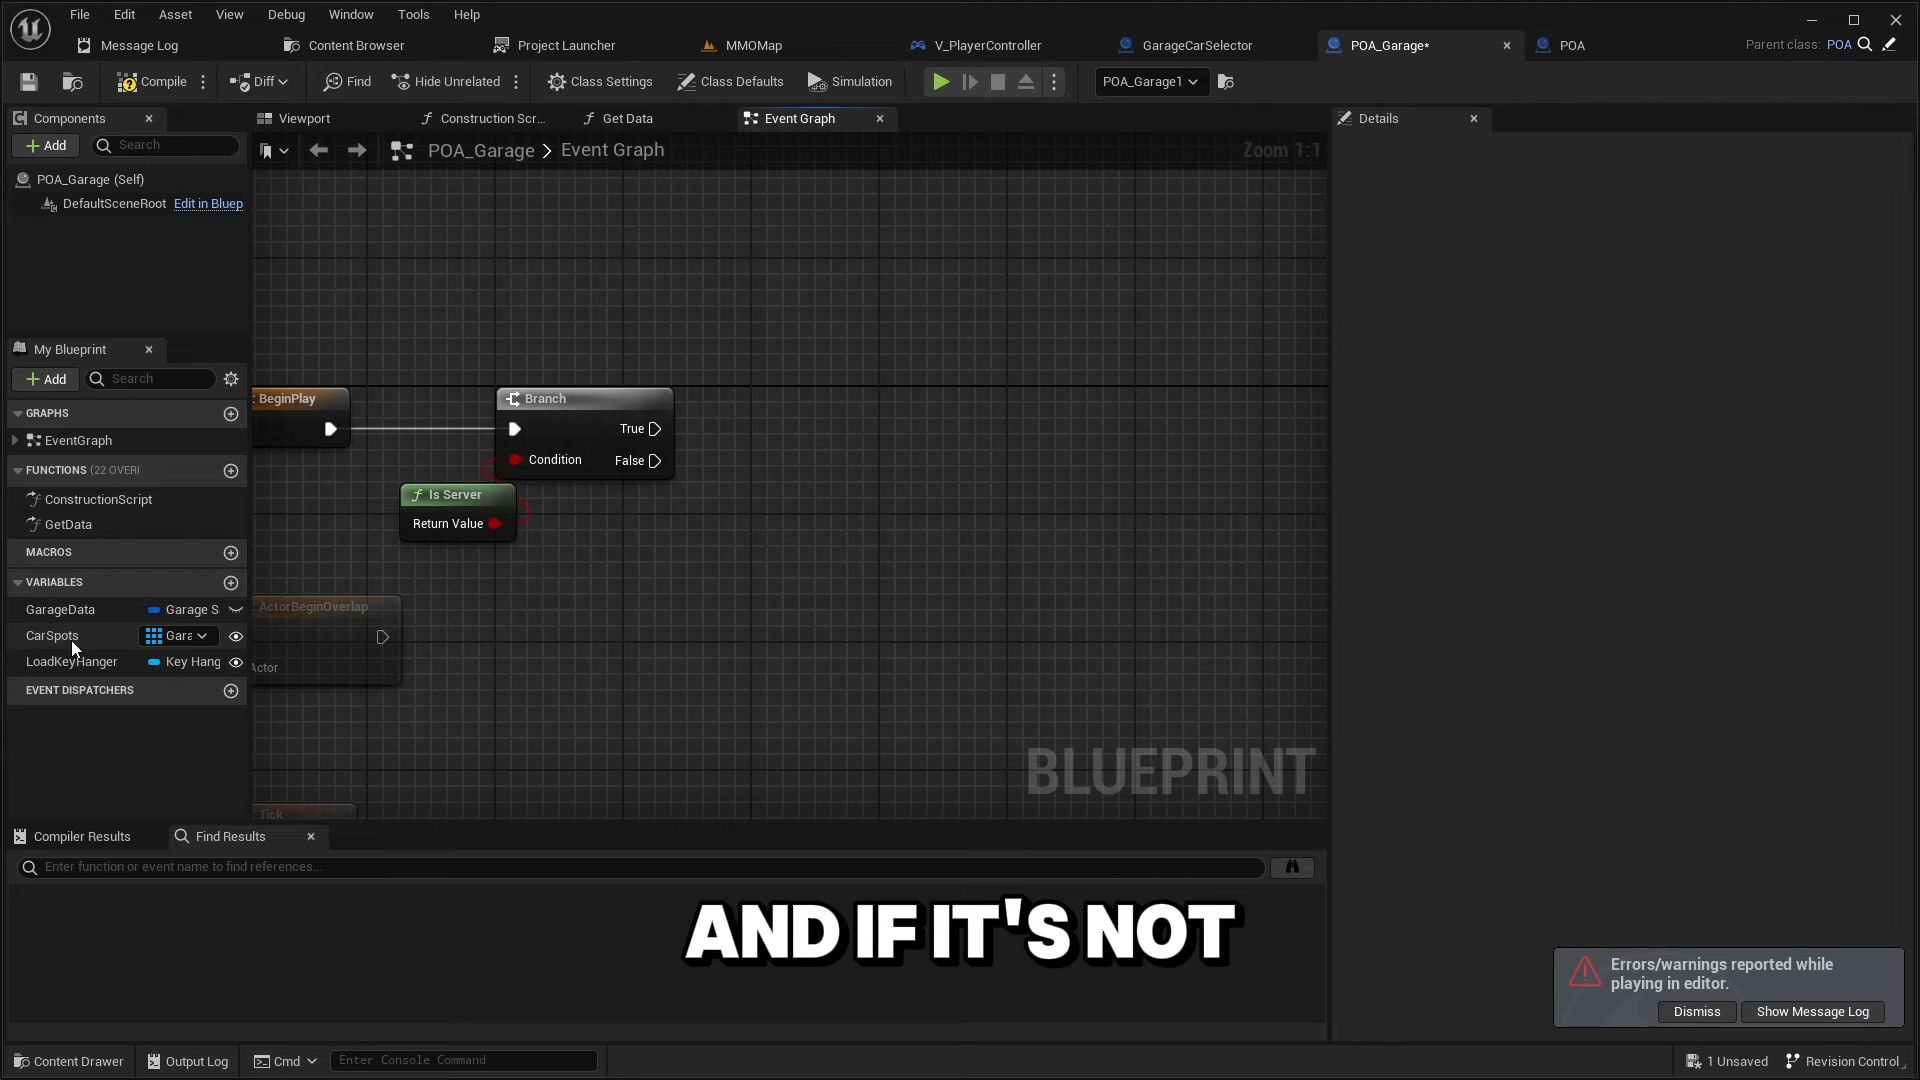 File Edit Asset View Debug Window Tools Help
Message Log Content Browser Project Launcher MMOMap V_PlayerController GarageCarSelector POA_Garage* POA Parent class: POA
Compile Diff Find Hide Unrelated Class Settings Class Defaults Simulation POA_Garage1
Components Viewport Construction Scr... Get Data Event Graph Details
Add Search POA_Garage > Event Graph Zoom 1:1
POA_Garage (Self)
DefaultSceneRoot Edit in Bluep
My Blueprint
Add Search
GRAPHS
EventGraph
FUNCTIONS (22 OVERI
ConstructionScript
GetData
MACROS
VARIABLES
GarageData Garage S
CarSpots Gara
LoadKeyHanger Key Hang
EVENT DISPATCHERS
BeginPlay
Branch
True
Condition False
Is Server
Return Value
ActorBeginOverlap
Actor
Tick
BLUEPRINT
Compiler Results Find Results
Enter function or event name to find references...
AND IF IT'S NOT
Errors/warnings reported while
playing in editor.
Dismiss Show Message Log
Content Drawer Output Log Cmd Enter Console Command 1 Unsaved Revision Control